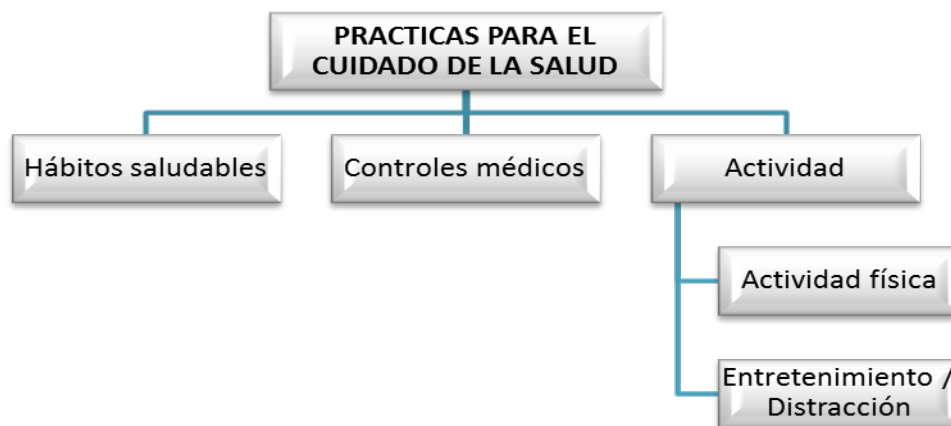 PRACTICAS PARA EL
CUIDADO DE LA SALUD
Hábitos saludables
Controles médicos
Actividad
Actividad física
Entretenimiento /
Distracción